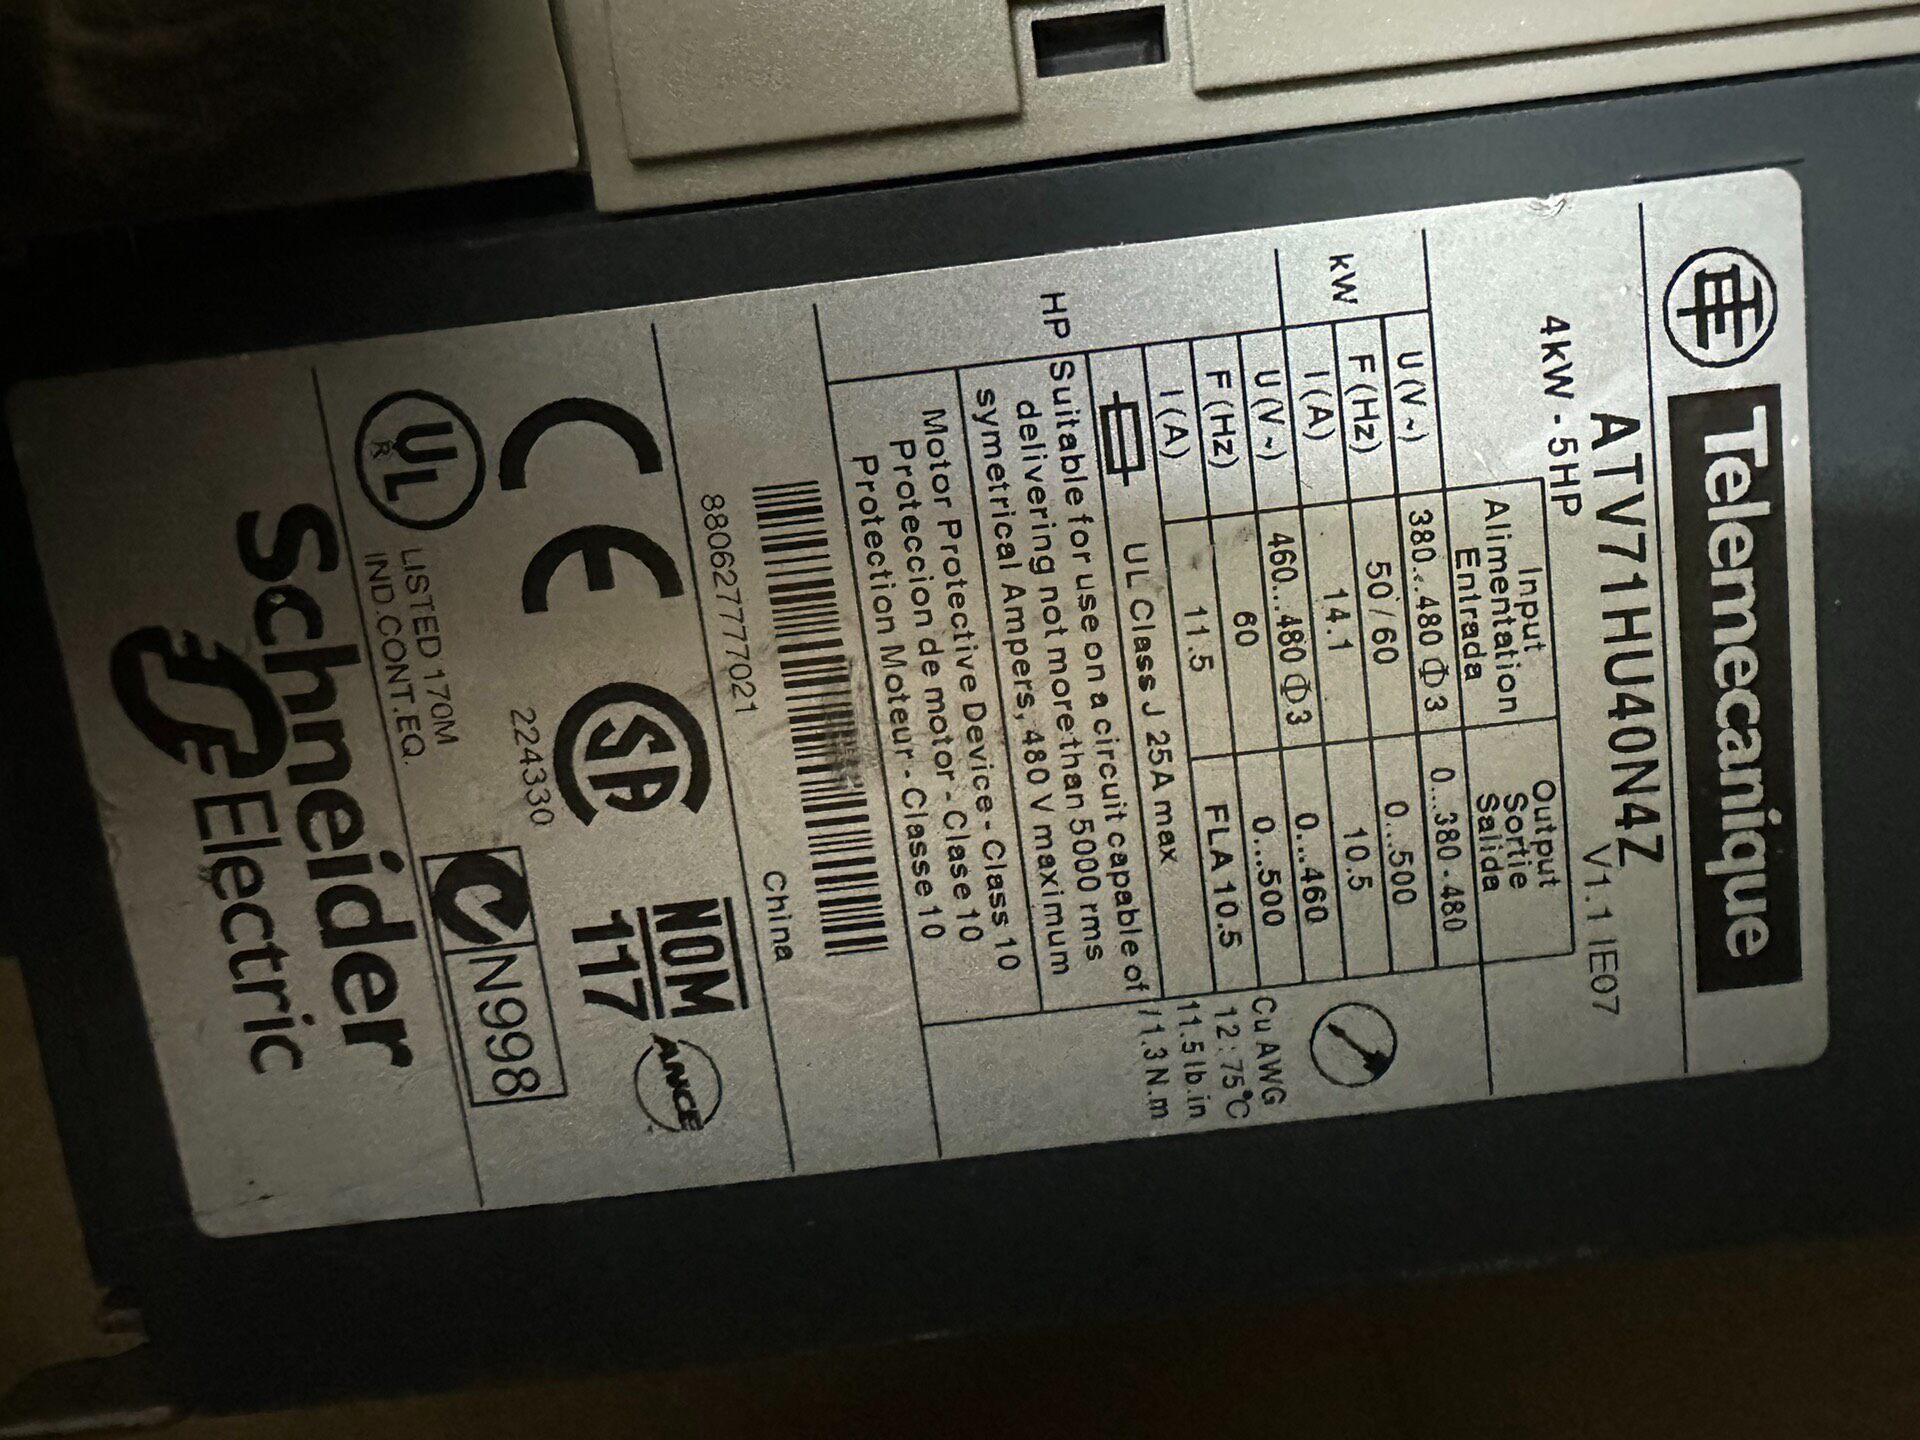 Telemecanique
ATV71HU40N4Z
4kW - 5HP
V1.1 IE07
Input Output
Alimentation Sortie
Entrada Salida
kW U(V~) 380...480 Φ3 0...380-480
F(Hz) 50/60 0...500
I(A) 14.1 10.5
HP U(V~) 460...480 Φ3 0...460
F(Hz) 60 0...500
I(A) 11.5 FLA 10.5
Cu AWG
12:75°C
11.5 lb.in
/1.3 N.m
UL Class J 25A max
Suitable for use on a circuit capable of
delivering not more than 5000 rms
symetrical Ampers, 480 V maximum
Motor Protective Device - Class 10
Proteccion de motor - Clase 10
Protection Moteur - Classe 10
88062777021 China
CE
SA
NOM
117
ANCE
224330
UL
R
LISTED 170M
IND.CONT.EQ.
N998
Schneider
Electric